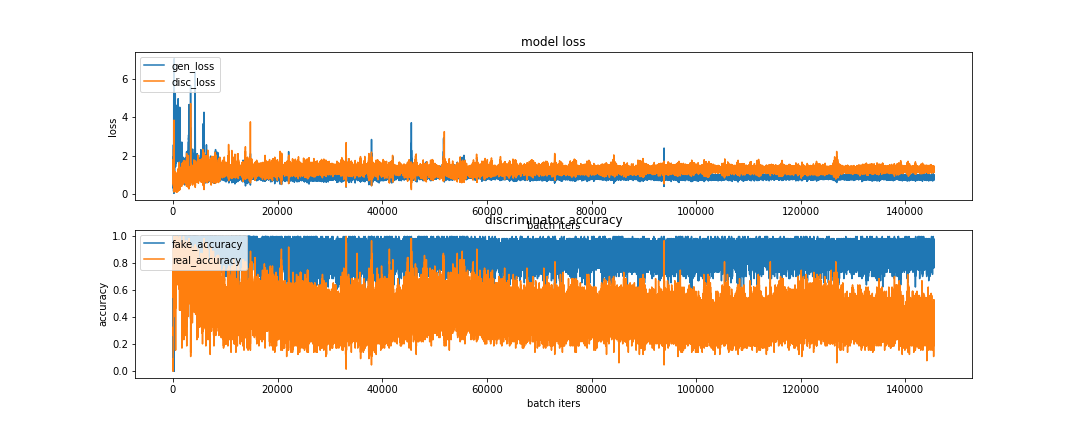 model loss
gen_loss
disc_loss
loss
6
4
2
0
0 20000 40000 60000 80000 100000 120000 140000
batch iters
discriminator accuracy
fake_accuracy
real_accuracy
accuracy
1.0
0.8
0.6
0.4
0.2
0.0
0 20000 40000 60000 80000 100000 120000 140000
batch iters